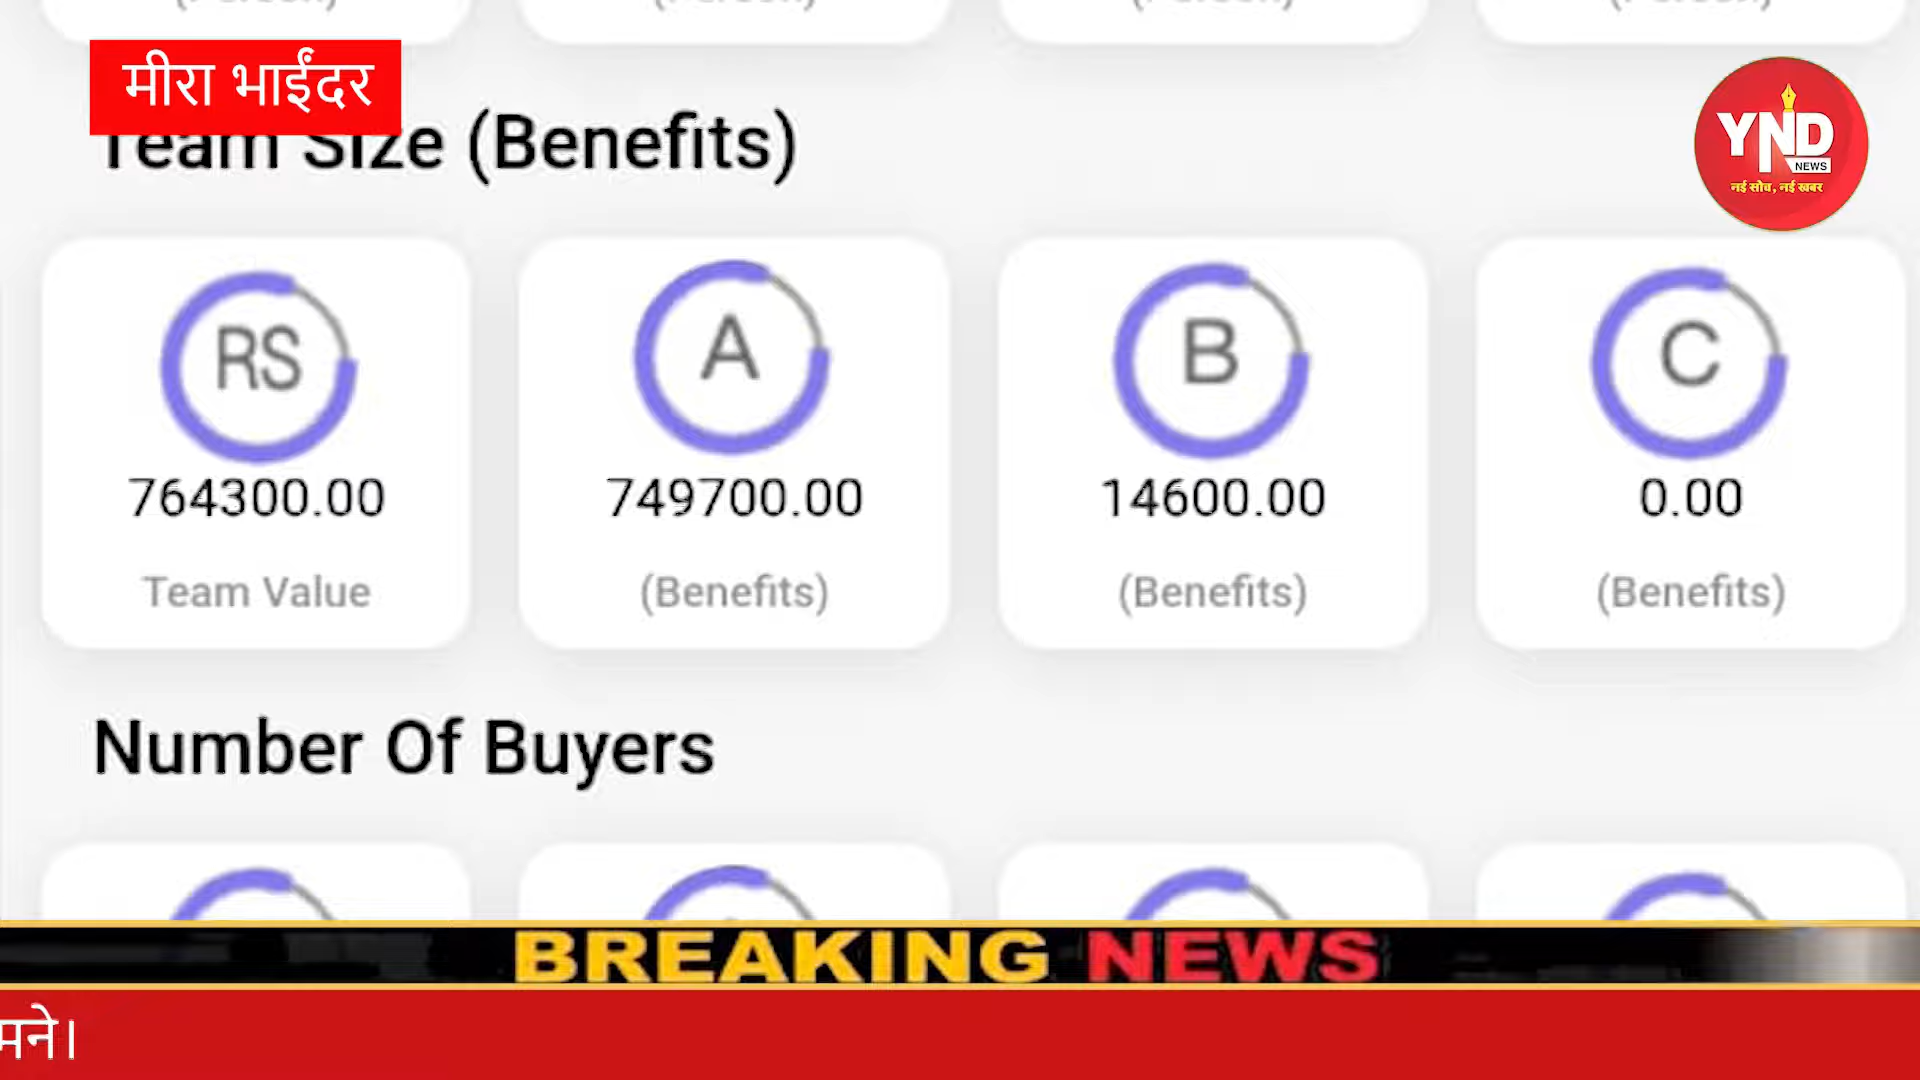 मीरा भाईंदर
Team Size (Benefits)
YND
NEWS
नई सोच, नई खबर
RS
A
B
C
764300.00
749700.00
14600.00
0.00
Team Value
(Benefits)
(Benefits)
(Benefits)
Number Of Buyers
BREAKING NEWS